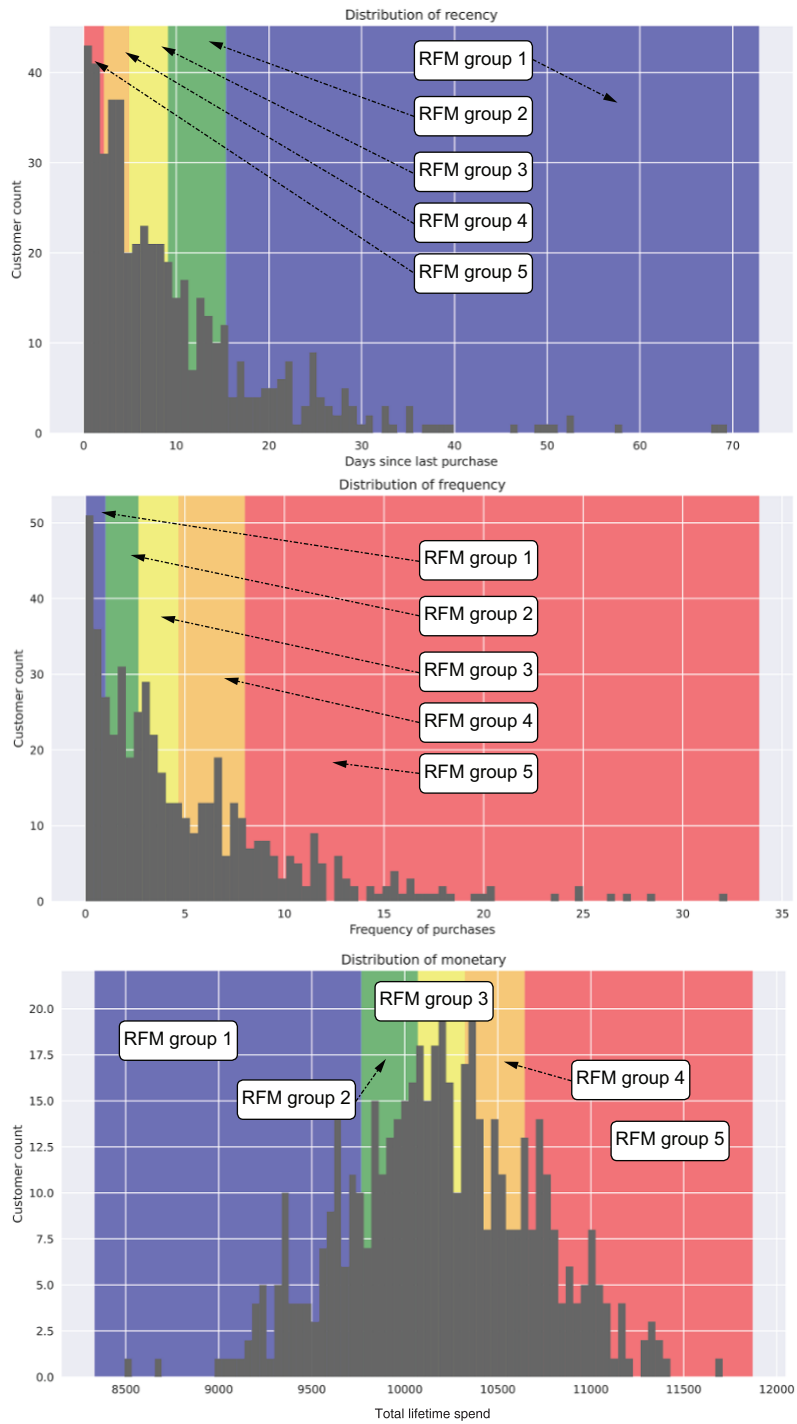 Distribution of recency
Customer count
40
30
20
10
0
RFM group 1
RFM group 2
RFM group 3
RFM group 4
RFM group 5
0 10 20 30 40 50 60 70
Days since last purchase
Distribution of frequency
Customer count
50
40
30
20
10
0
RFM group 1
RFM group 2
RFM group 3
RFM group 4
RFM group 5
0 5 10 15 20 25 30 35
Frequency of purchases
Distribution of monetary
Customer count
20.0
17.5
15.0
12.5
10.0
7.5
5.0
2.5
0.0
RFM group 3
RFM group 1
RFM group 4
RFM group 2
RFM group 5
8500 9000 9500 10000 10500 11000 11500 12000
Total lifetime spend